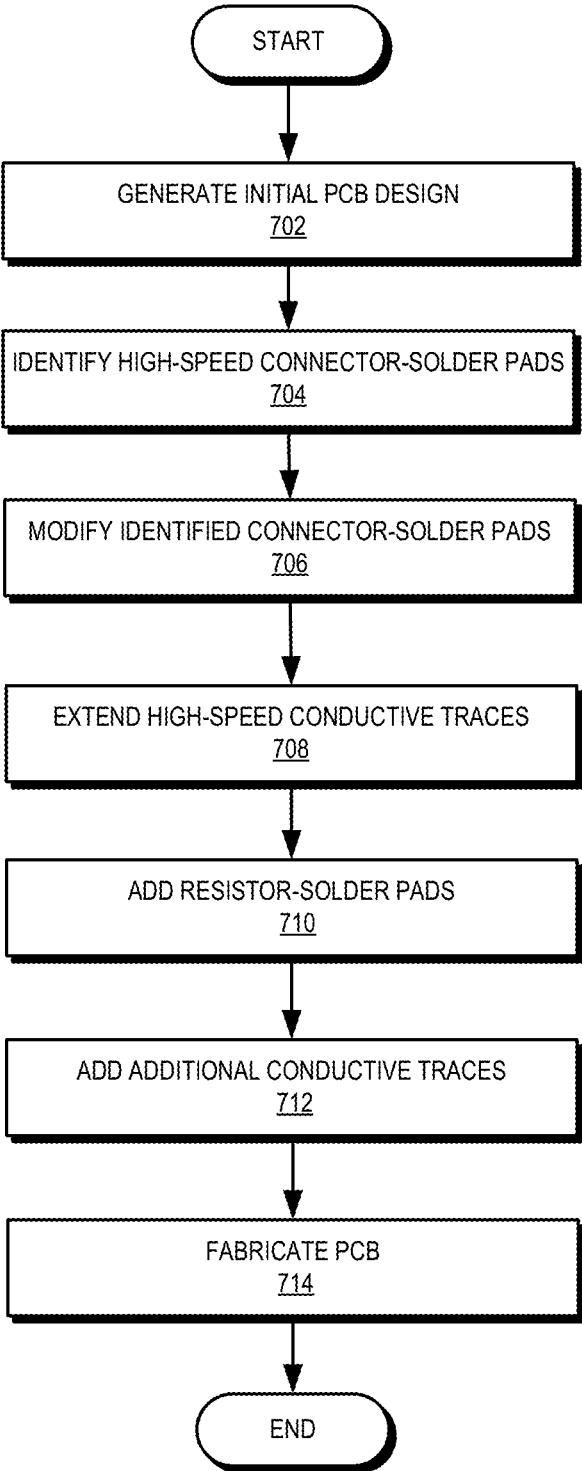 START
GENERATE INITIAL PCB DESIGN
702
IDENTIFY HIGH-SPEED CONNECTOR-SOLDER PADS
704
MODIFY IDENTIFIED CONNECTOR-SOLDER PADS
706
EXTEND HIGH-SPEED CONDUCTIVE TRACES
708
ADD RESISTOR-SOLDER PADS
710
ADD ADDITIONAL CONDUCTIVE TRACES
712
FABRICATE PCB
714
END